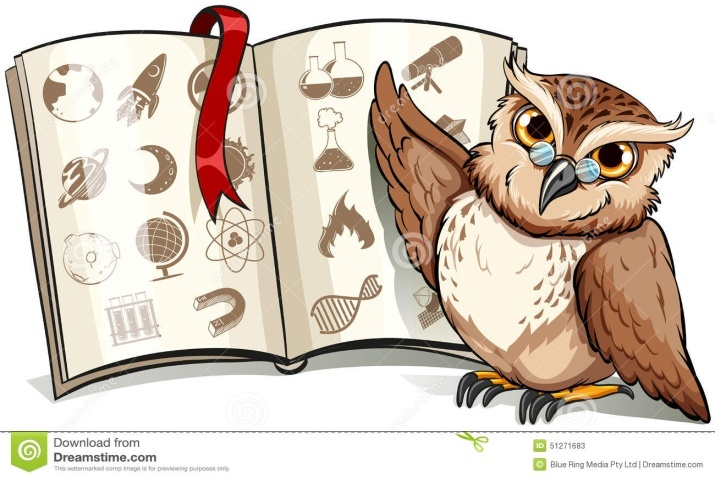 Download from
Dreamstime.com
This watermarked comp image is for previewing purposes only.
ID 51271683
© Blue Ring Media Pty Ltd | Dreamstime.com